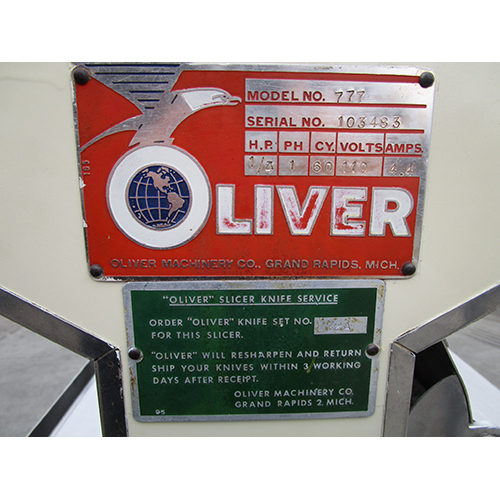 MODEL NO. 777
SERIAL NO. 103483
H.P. PH CY. VOLTS AMPS.
1/4 1 60 110 4.4
OLIVER
OLIVER MACHINERY CO., GRAND RAPIDS, MICH.
"OLIVER" SLICER KNIFE SERVICE
ORDER "OLIVER" KNIFE SET NO.
FOR THIS SLICER.
"OLIVER" WILL RESHARPEN AND RETURN
SHIP YOUR KNIVES WITHIN 3 WORKING
DAYS AFTER RECEIPT.
OLIVER MACHINERY CO.
GRAND RAPIDS 2, MICH.
95